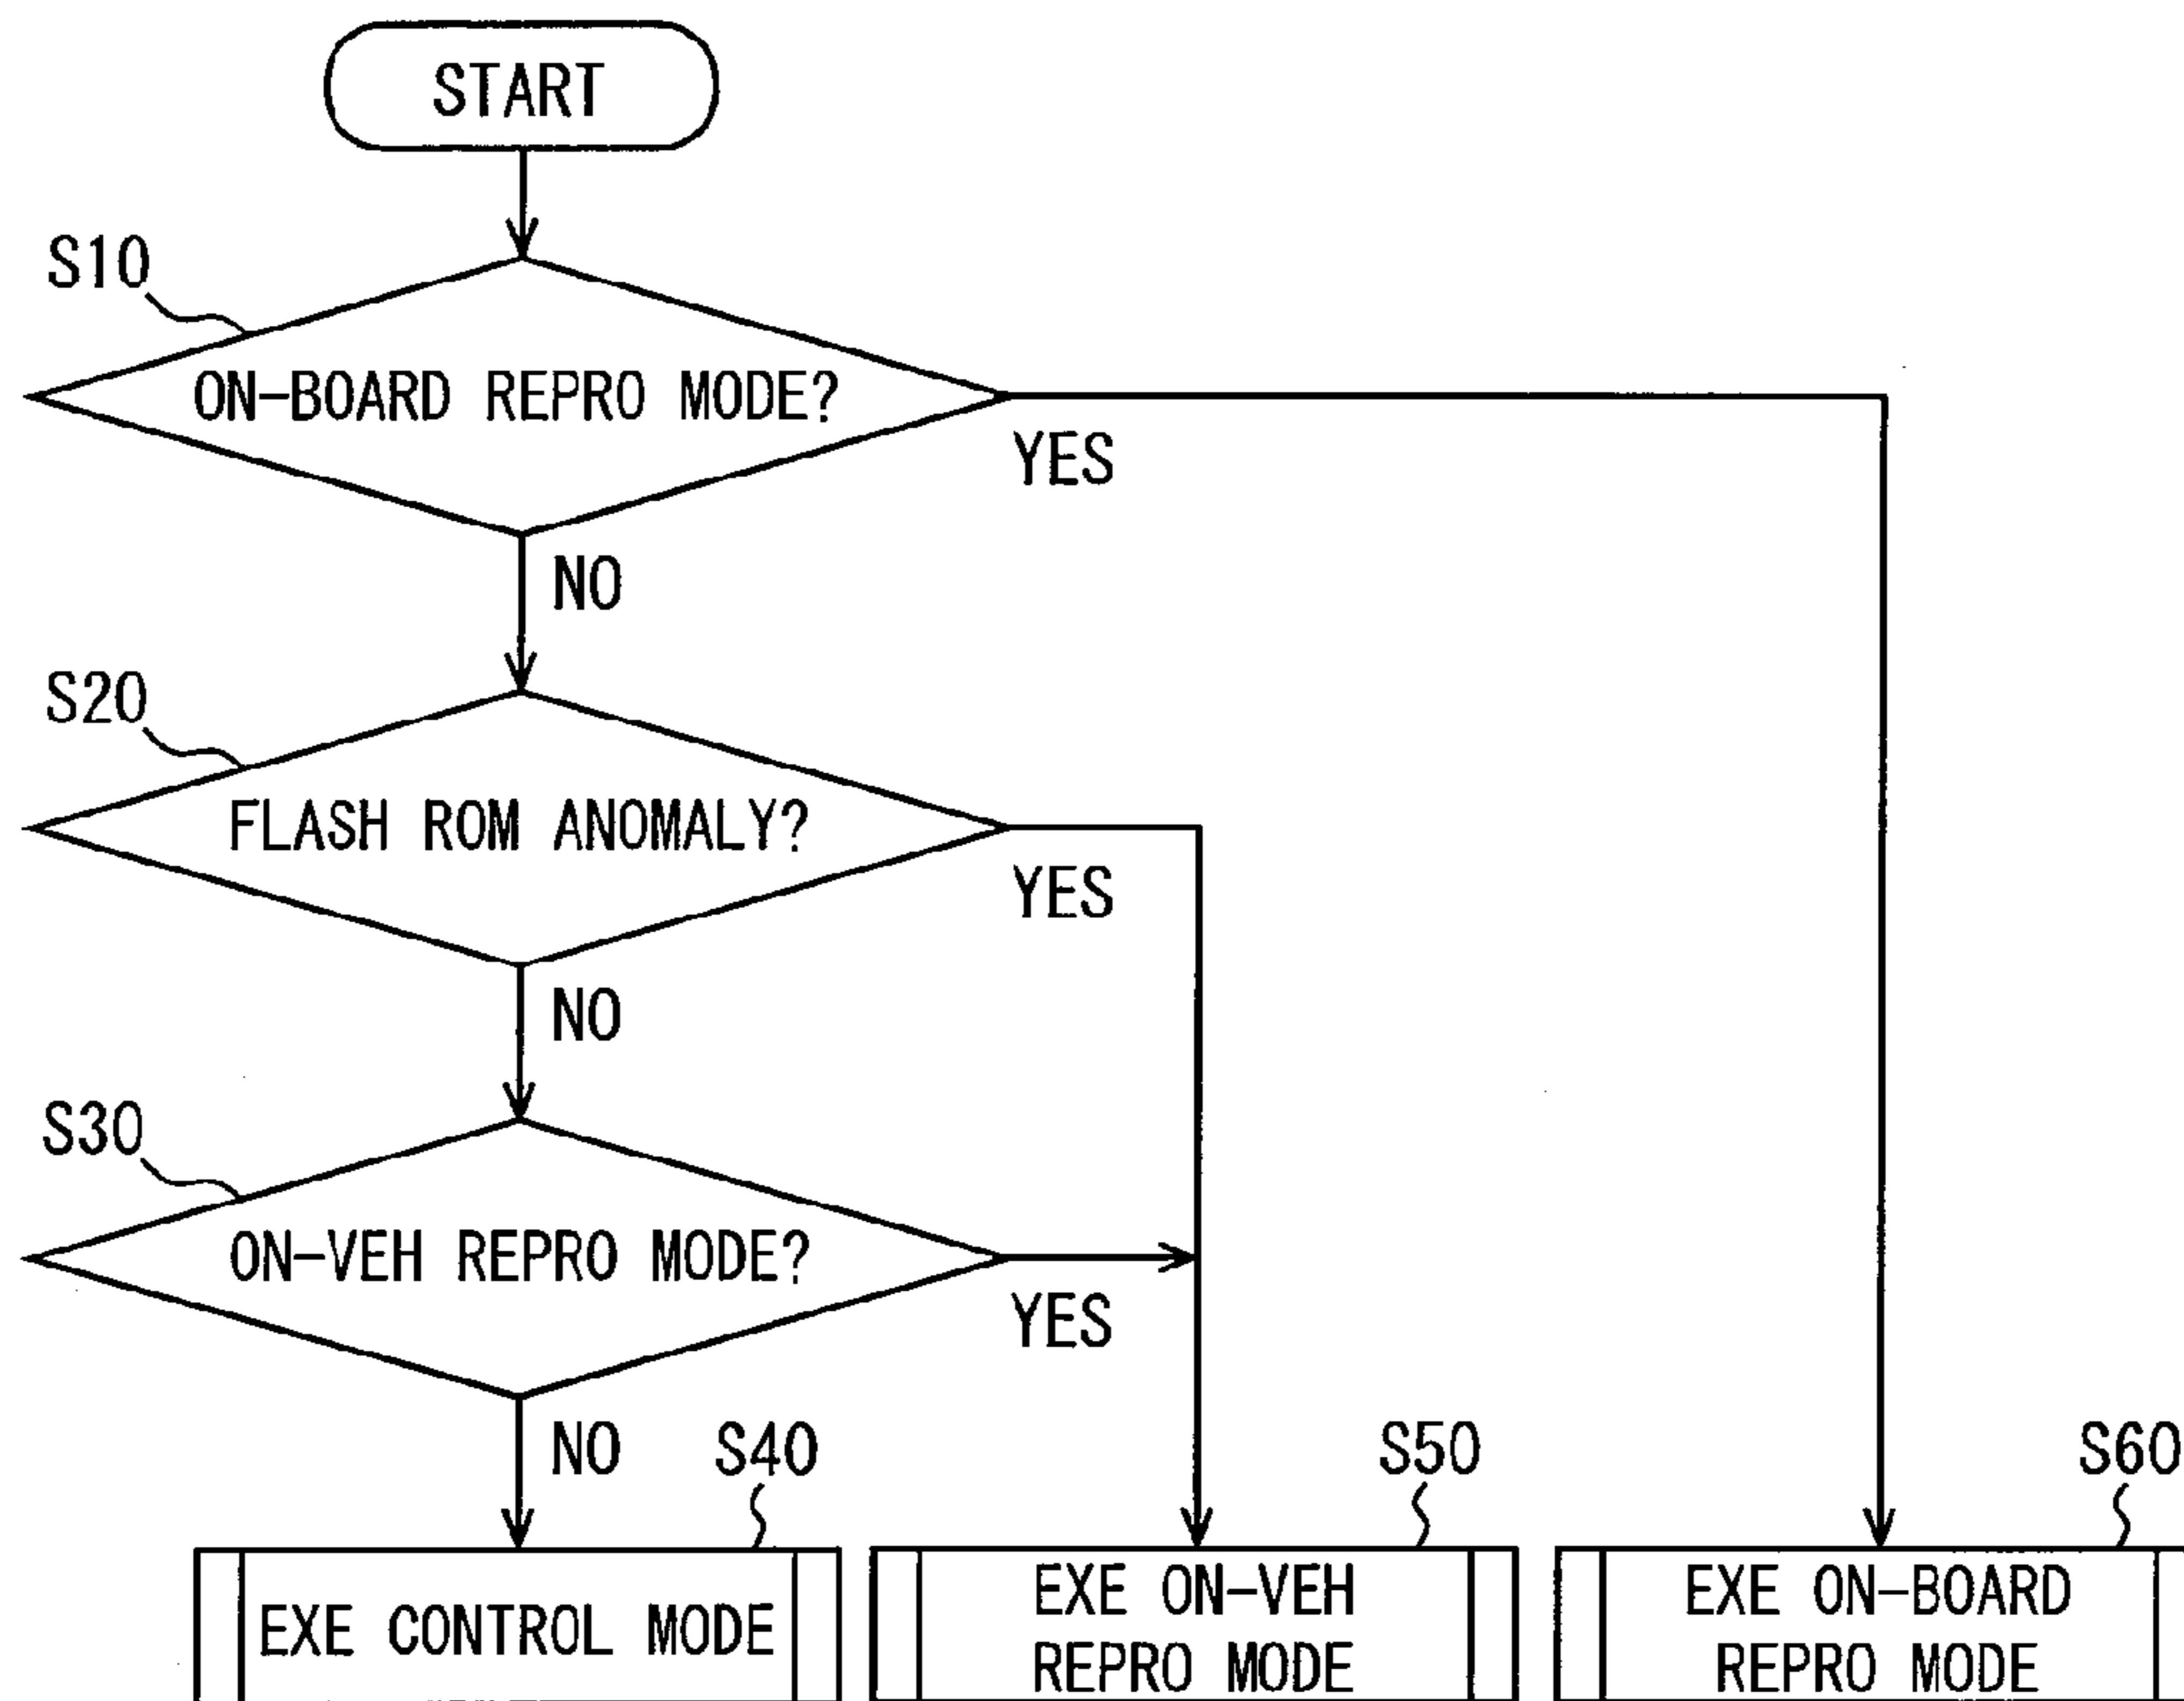 START
S10
ON-BOARD REPRO MODE?
YES
NO
S20
FLASH ROM ANOMALY?
YES
NO
S30
ON-VEH REPRO MODE?
YES
NO
S40
S50
S60
EXE CONTROL MODE
EXE ON-VEH
REPRO MODE
EXE ON-BOARD
REPRO MODE